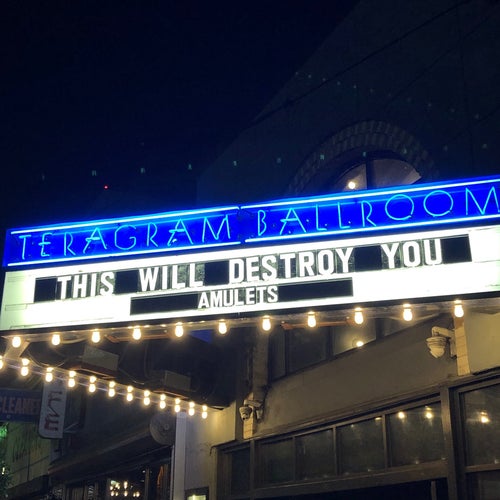 TERAGRAM BALLROOM
THIS WILL DESTROY YOU
AMULETS